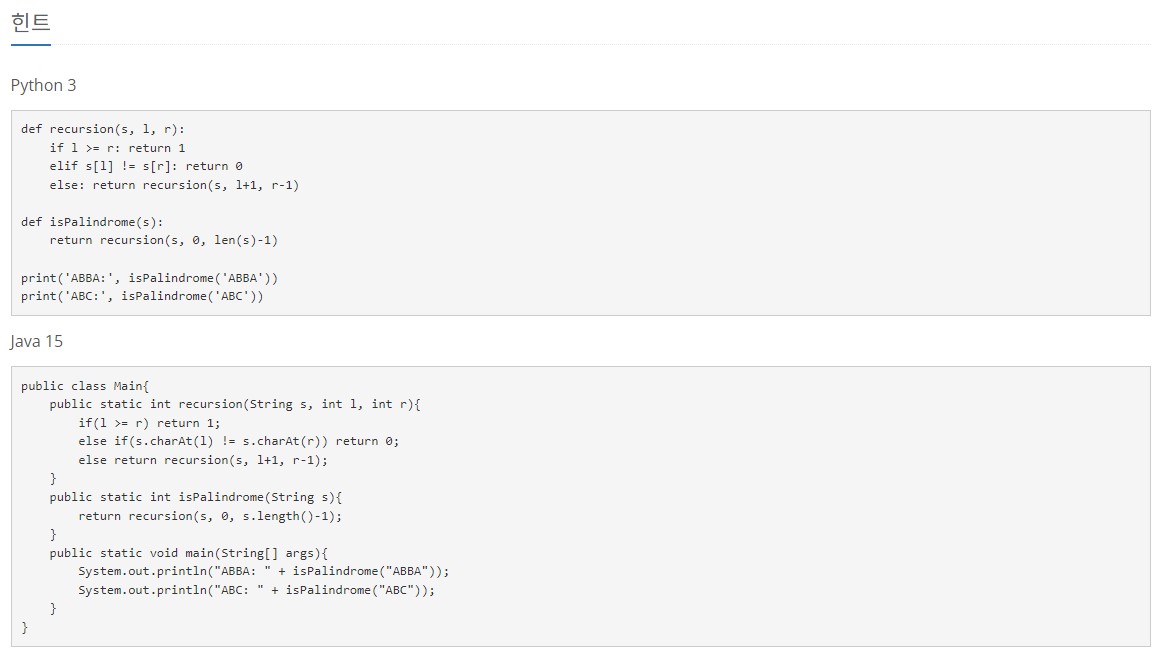 힌트
Python 3
def recursion(s, l, r):
    if l >= r: return 1
    elif s[l] != s[r]: return 0
    else: return recursion(s, l+1, r-1)
def isPalindrome(s):
    return recursion(s, 0, len(s)-1)
print('ABBA:', isPalindrome('ABBA'))
print('ABC:', isPalindrome('ABC'))
Java 15
public class Main{
    public static int recursion(String s, int l, int r){
        if(l >= r) return 1;
        else if(s.charAt(l) != s.charAt(r)) return 0;
        else return recursion(s, l+1, r-1);
    }
    public static int isPalindrome(String s){
        return recursion(s, 0, s.length()-1);
    }
    public static void main(String[] args){
        System.out.println("ABBA: " + isPalindrome("ABBA"));
        System.out.println("ABC: " + isPalindrome("ABC"));
    }
}